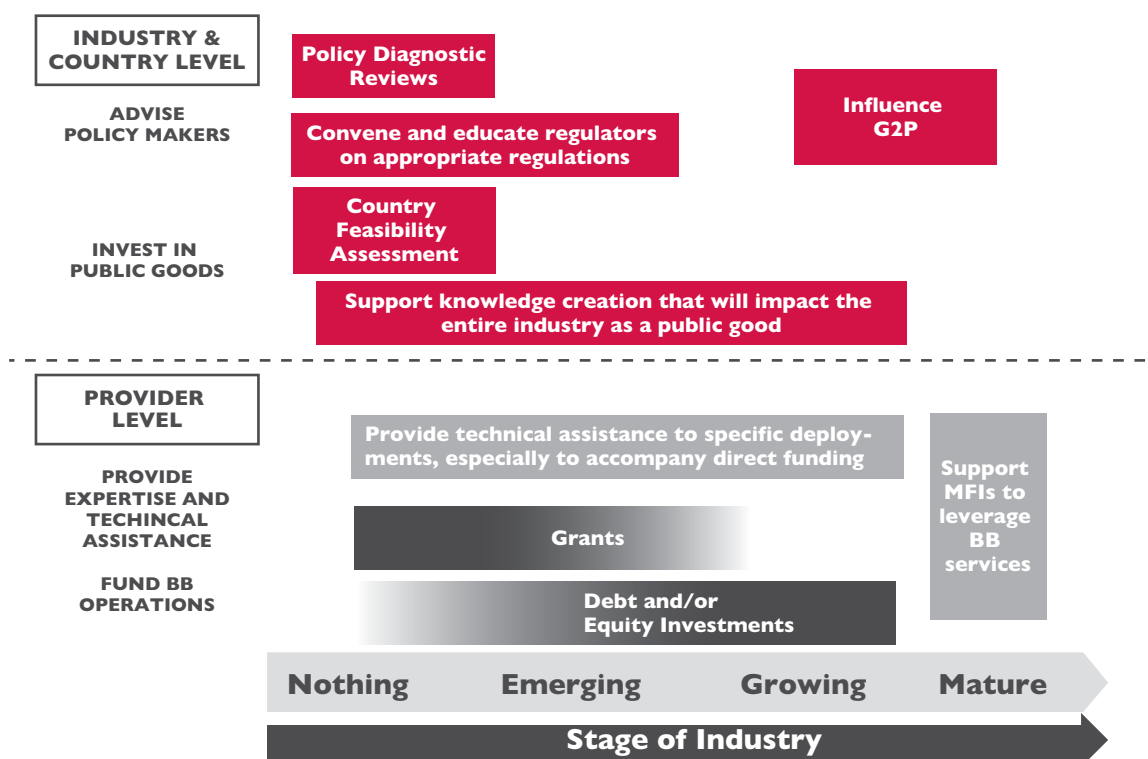 INDUSTRY &
COUNTRY LEVEL
ADVISE
POLICY MAKERS
Policy Diagnostic
Reviews
Convene and educate regulators
on appropriate regulations
Influence
G2P
INVEST IN
PUBLIC GOODS
Country
Feasibility
Assessment
Support knowledge creation that will impact the
entire industry as a public good
PROVIDER
LEVEL
PROVIDE
EXPERTISE AND
TECHINCAL
ASSISTANCE
Provide technical assistance to specific deploy-
ments, especially to accompany direct funding
Support
MFIs to
leverage
BB
services
FUND BB
OPERATIONS
Grants
Debt and/or
Equity Investments
Nothing Emerging Growing Mature
Stage of Industry